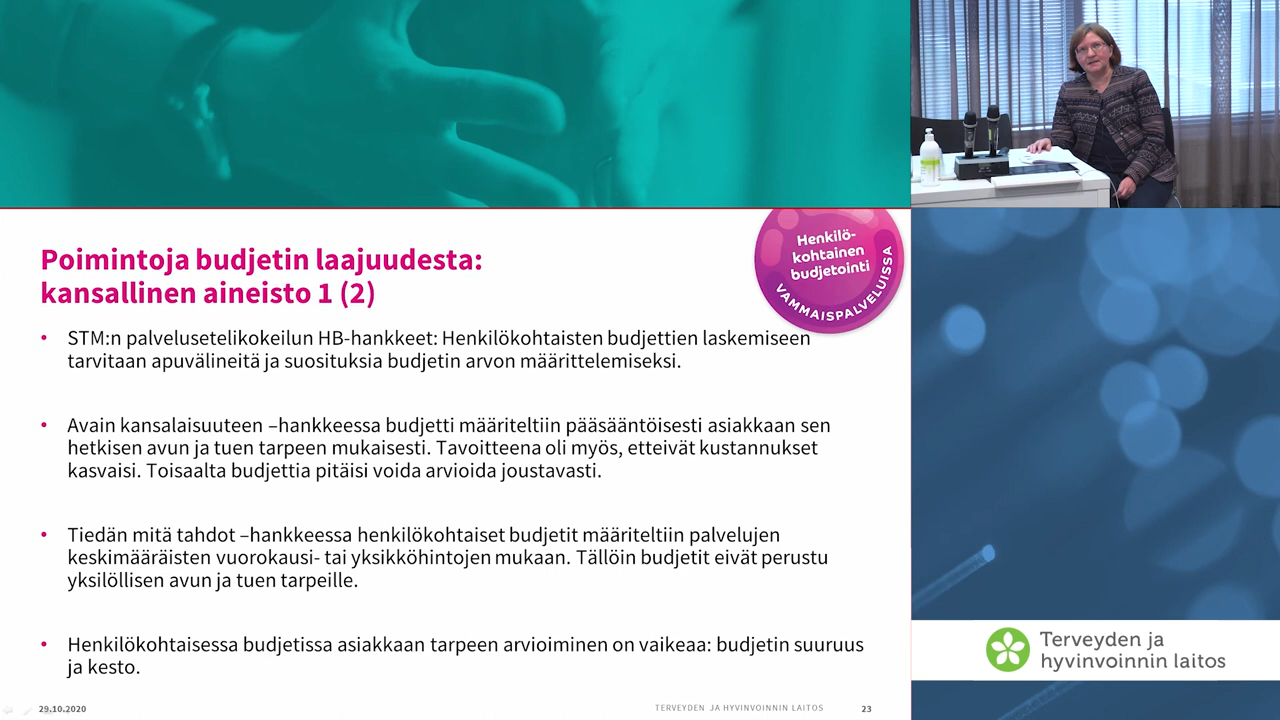 Poimintoja budjetin laajuudesta:
kansallinen aineisto 1 (2)
Henkilö-
kohtainen
budjetointi
VAMMAISPALVELUISSA
• STM:n palvelusetelikokeilun HB-hankkeet: Henkilökohtaisten budjettien laskemiseen
tarvitaan apuvälineitä ja suosituksia budjetin arvon määrittelemiseksi.
• Avain kansalaisuuteen –hankkeessa budjetti määriteltiin pääsääntöisesti asiakkaan sen
hetkisen avun ja tuen tarpeen mukaisesti. Tavoitteena oli myös, etteivät kustannukset
kasvaisi. Toisaalta budjettia pitäisi voida arvioida joustavasti.
• Tiedän mitä tahdot –hankkeessa henkilökohtaiset budjetit määriteltiin palvelujen
keskimääräisten vuorokausi- tai yksikköhintojen mukaan. Tällöin budjetit eivät perustu
yksilöllisen avun ja tuen tarpeille.
• Henkilökohtaisessa budjetissa asiakkaan tarpeen arvioiminen on vaikeaa: budjetin suuruus
ja kesto.
29.10.2020
TERVEYDEN JA HYVINVOINNIN LAITOS
23
Terveyden ja
hyvinvoinnin laitos